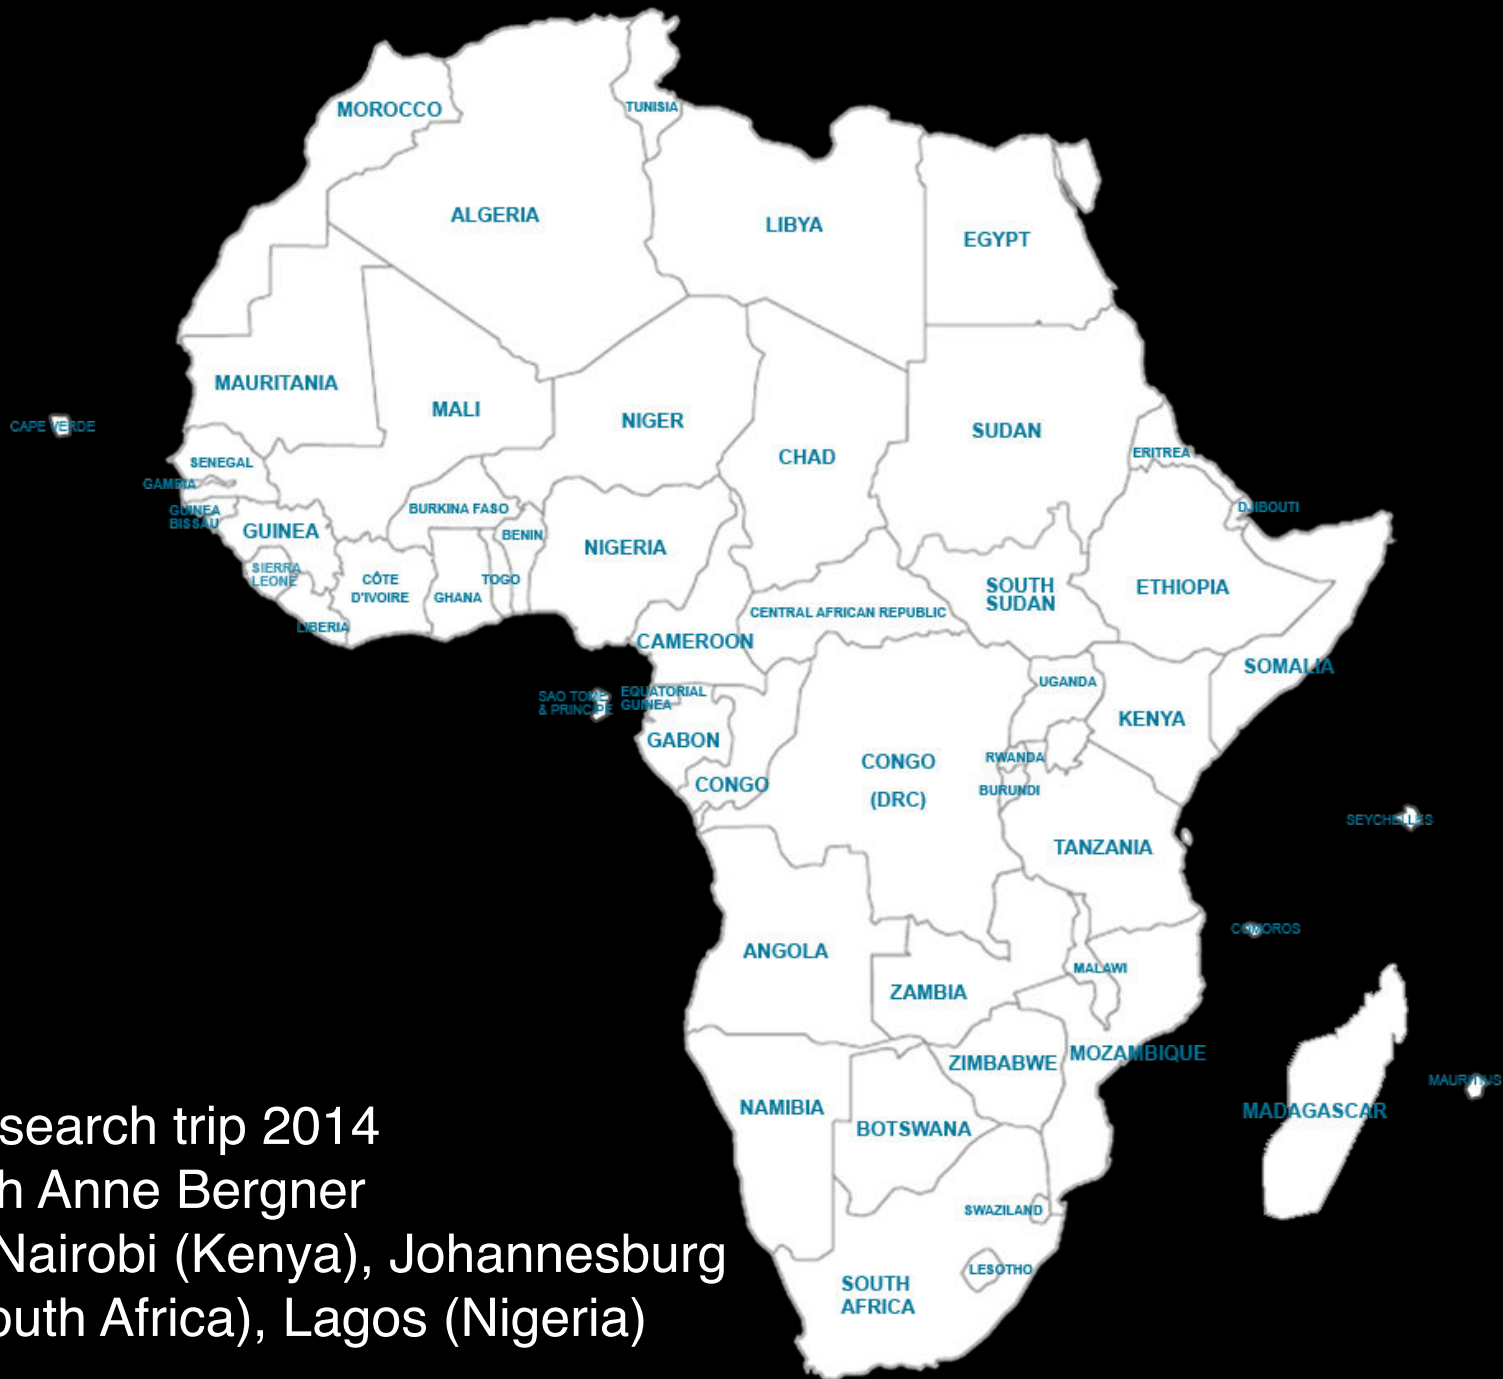 MOROCCO
TUNISIA
ALGERIA
LIBYA
EGYPT
MAURITANIA
MALI
NIGER
CHAD
SUDAN
ERITREA
CAPE VERDE
SENEGAL
GAMBIA
GUINEA
BISSAU
GUINEA
BURKINA FASO
BENIN
NIGERIA
DJIBOUTI
SIERRA
LEONE
CÔTE
D'IVOIRE
GHANA
TOGO
LIBERIA
CENTRAL AFRICAN REPUBLIC
SOUTH
SUDAN
ETHIOPIA
CAMEROON
SOMALIA
SAO TOME
& PRINCIPE
EQUATORIAL
GUINEA
UGANDA
KENYA
GABON
CONGO
CONGO
(DRC)
RWANDA
BURUNDI
TANZANIA
SEYCHELLES
COMOROS
ANGOLA
ZAMBIA
MALAWI
ZIMBABWE
MOZAMBIQUE
MADAGASCAR
MAURITIUS
NAMIBIA
BOTSWANA
SWAZILAND
LESOTHO
SOUTH
AFRICA
search trip 2014
h Anne Bergner
Nairobi (Kenya), Johannesburg
outh Africa), Lagos (Nigeria)